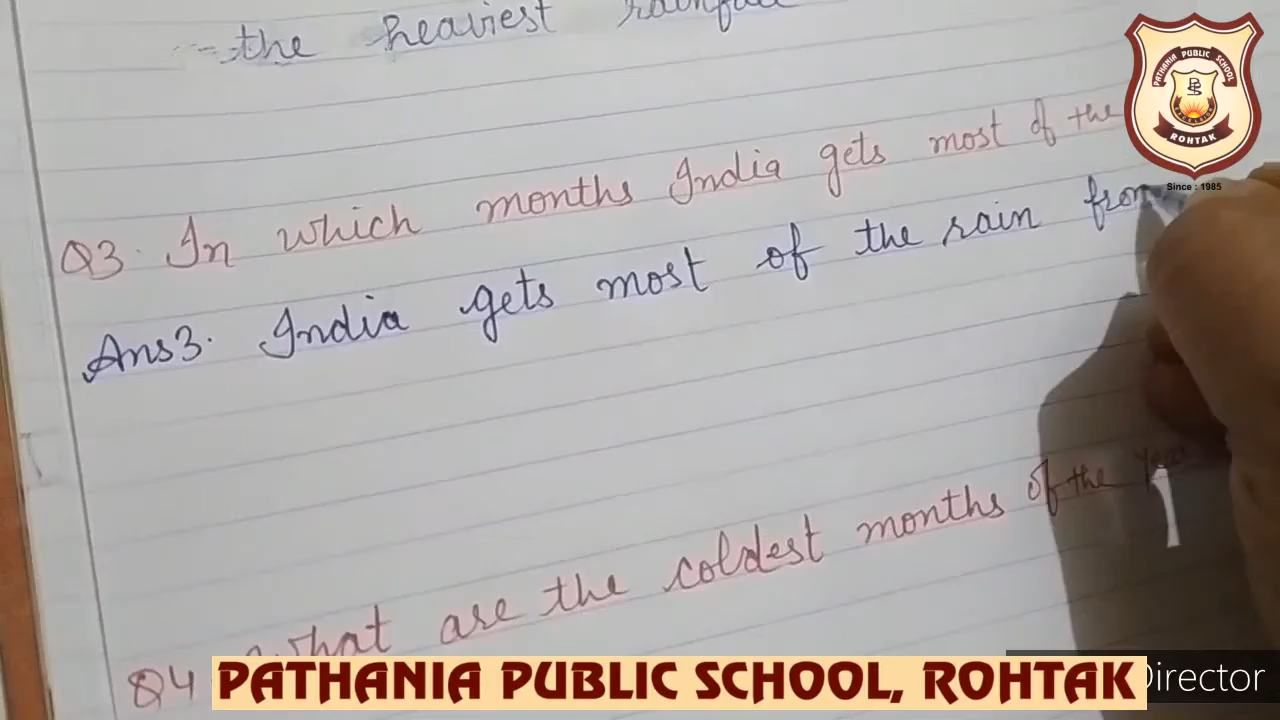 the heaviest rainfall
Q3. In which months India gets most of the
Ans3. India gets most of the rain from
Q4 what are the coldest months of the year
PATHANIA PUBLIC SCHOOL
ROHTAK
Since : 1985
PATHANIA PUBLIC SCHOOL, ROHTAK
Director